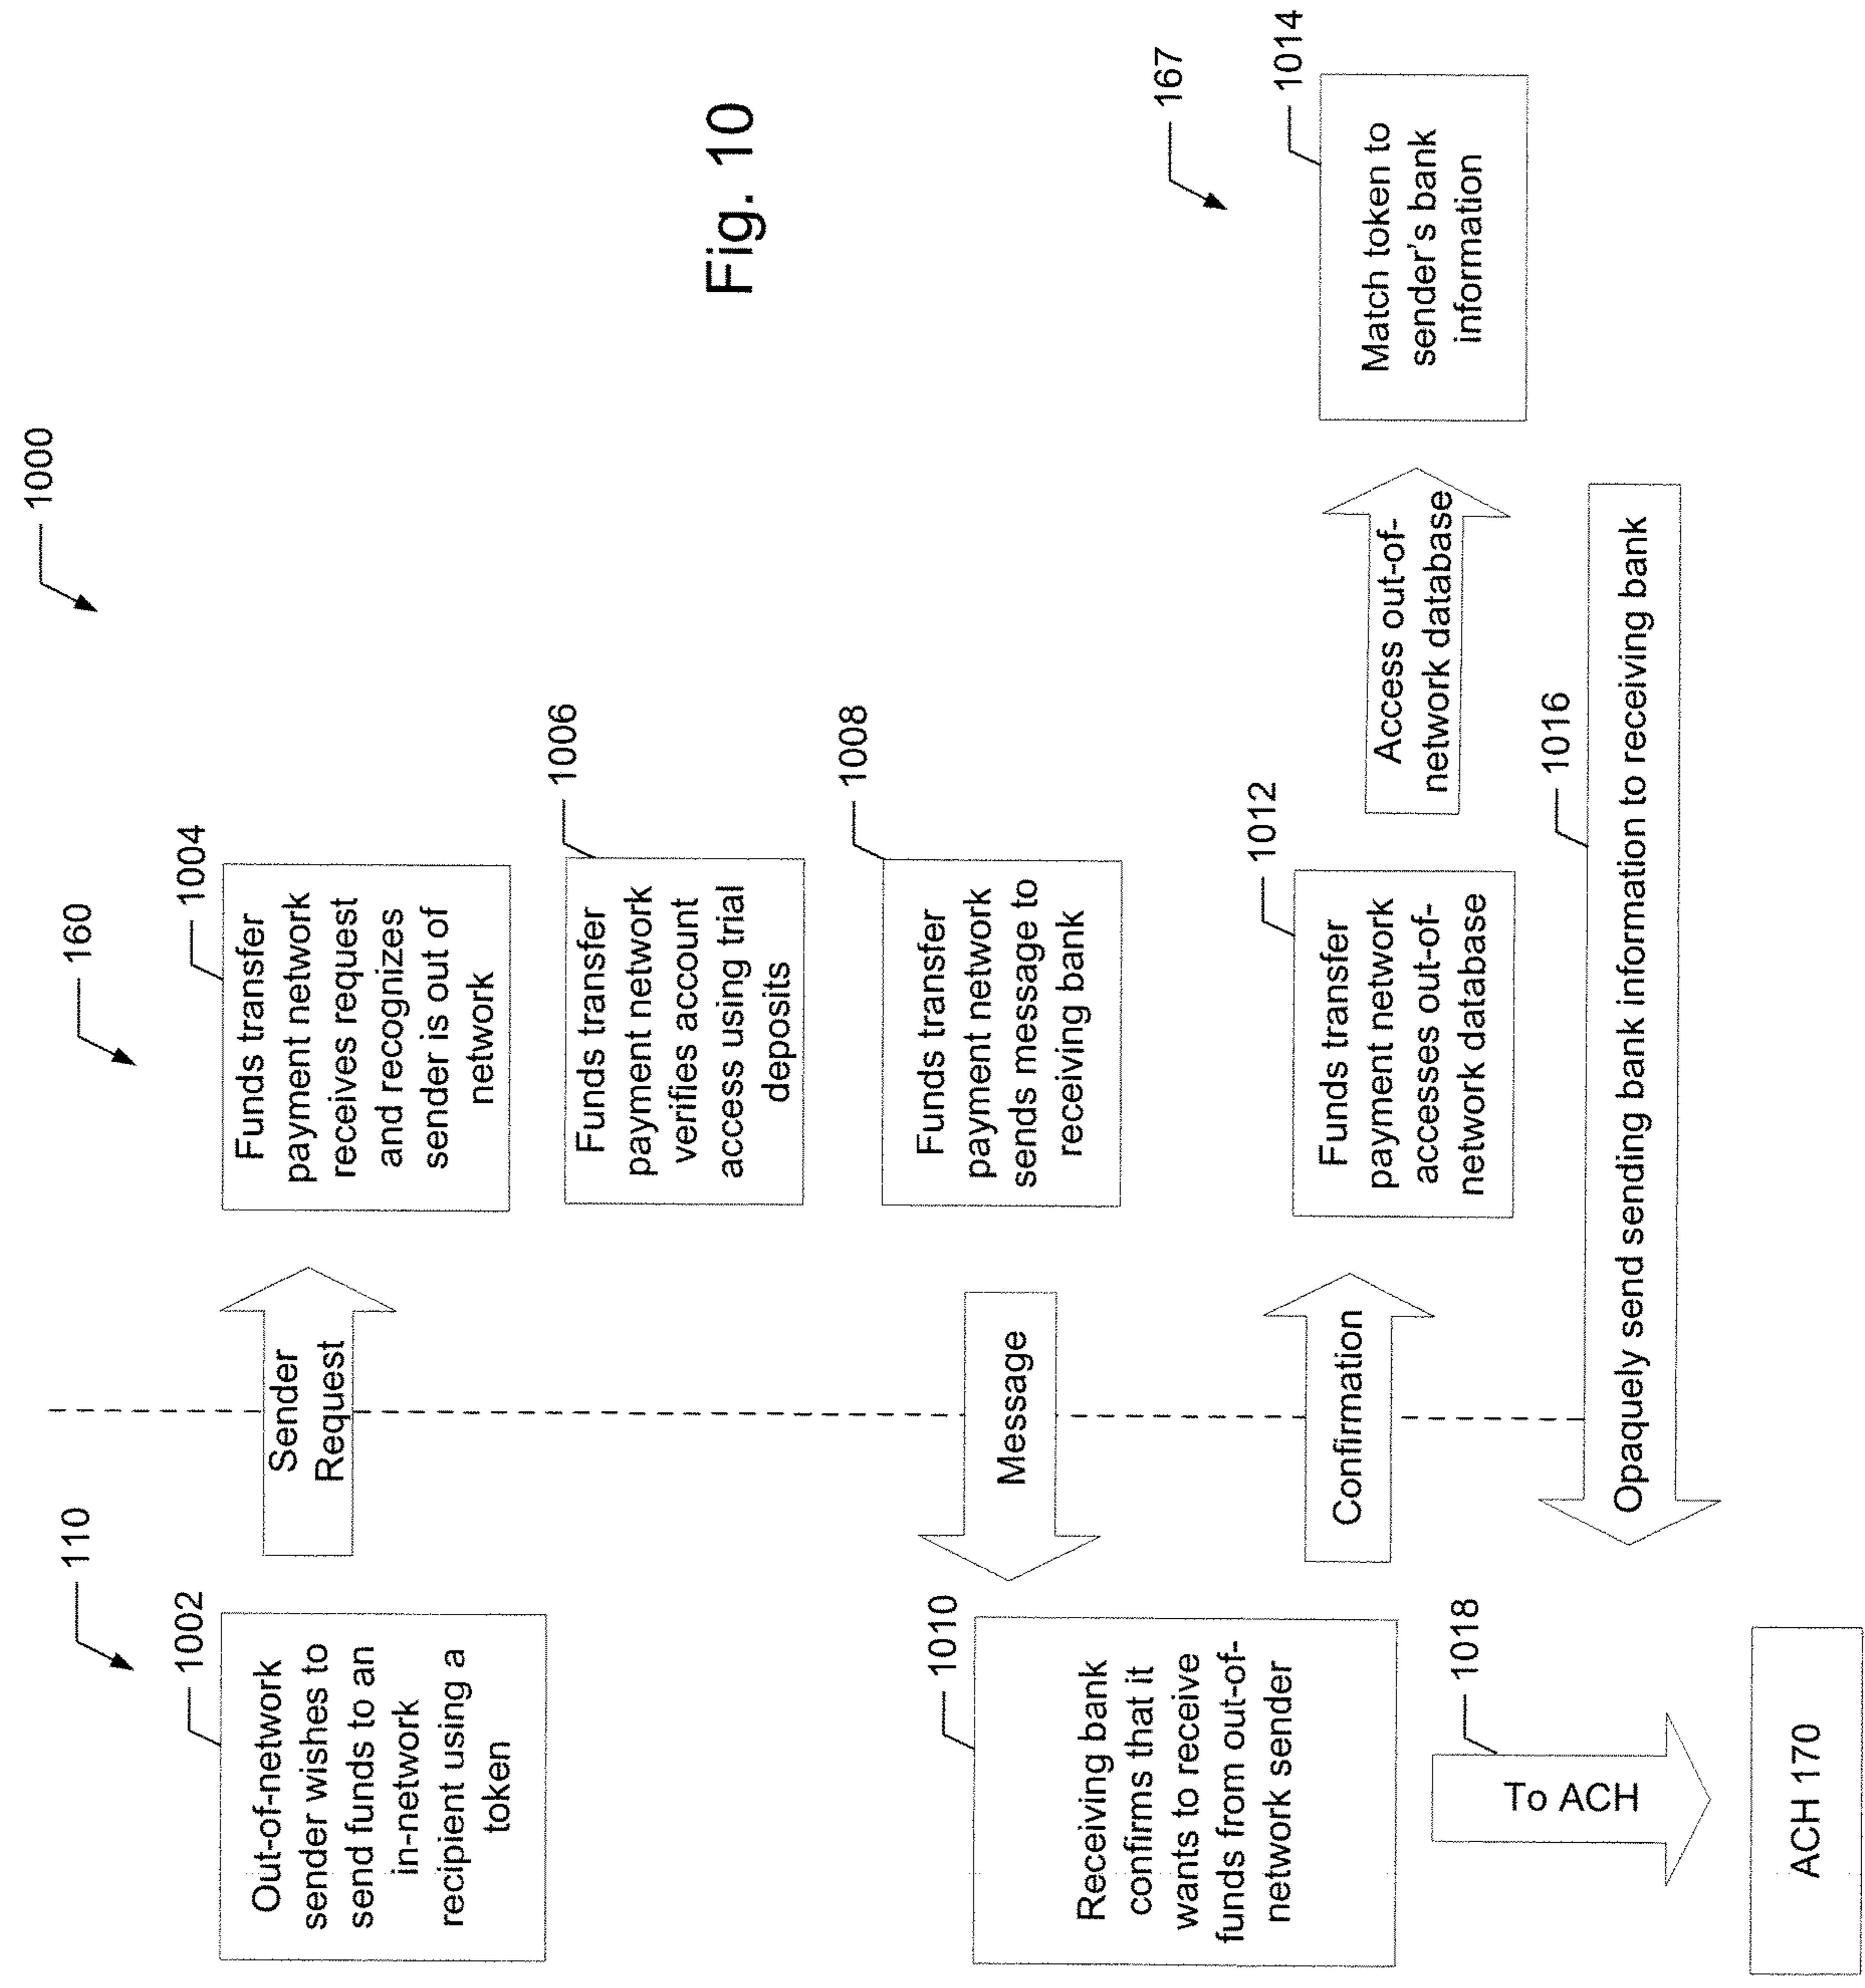 1000
110
160
1002
Out-of-network
sender wishes to
send funds to an
in-network
recipient using a
token
Sender
Request
1004
Funds transfer
payment network
receives request
and recognizes
sender is out of
network
1006
Funds transfer
payment network
verifies account
access using trial
deposits
1008
Funds transfer
payment network
sends message to
receiving bank
Message
1010
Receiving bank
confirms that it
wants to receive
funds from out-of-
network sender
Confirmation
1012
Funds transfer
payment network
accesses out-of-
network database
Access out-of-
network database
167
1014
Match token to
sender's bank
information
1016
Opaquely send sending bank information to receiving bank
1018
To ACH
ACH 170
Fig. 10